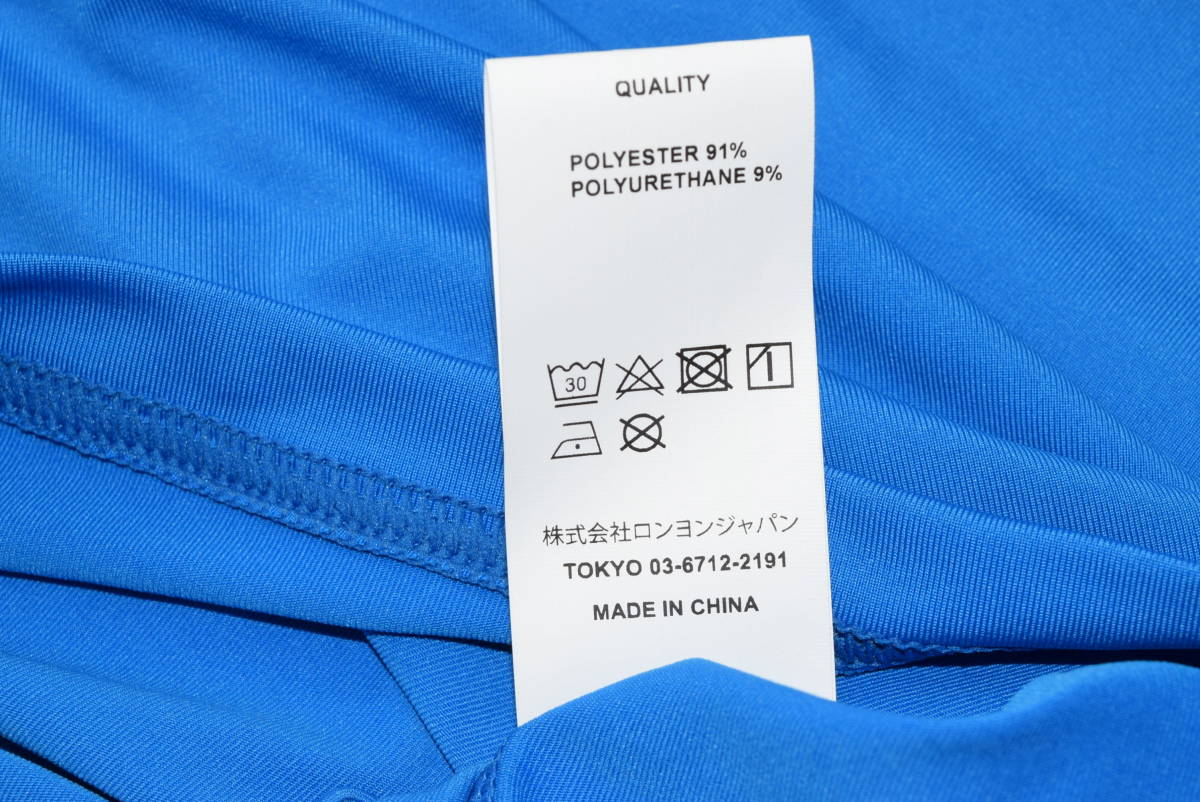 QUALITY
POLYESTER 91%
POLYURETHANE 9%
30
株式会社ロンヨンジャパン
TOKYO 03-6712-2191
MADE IN CHINA